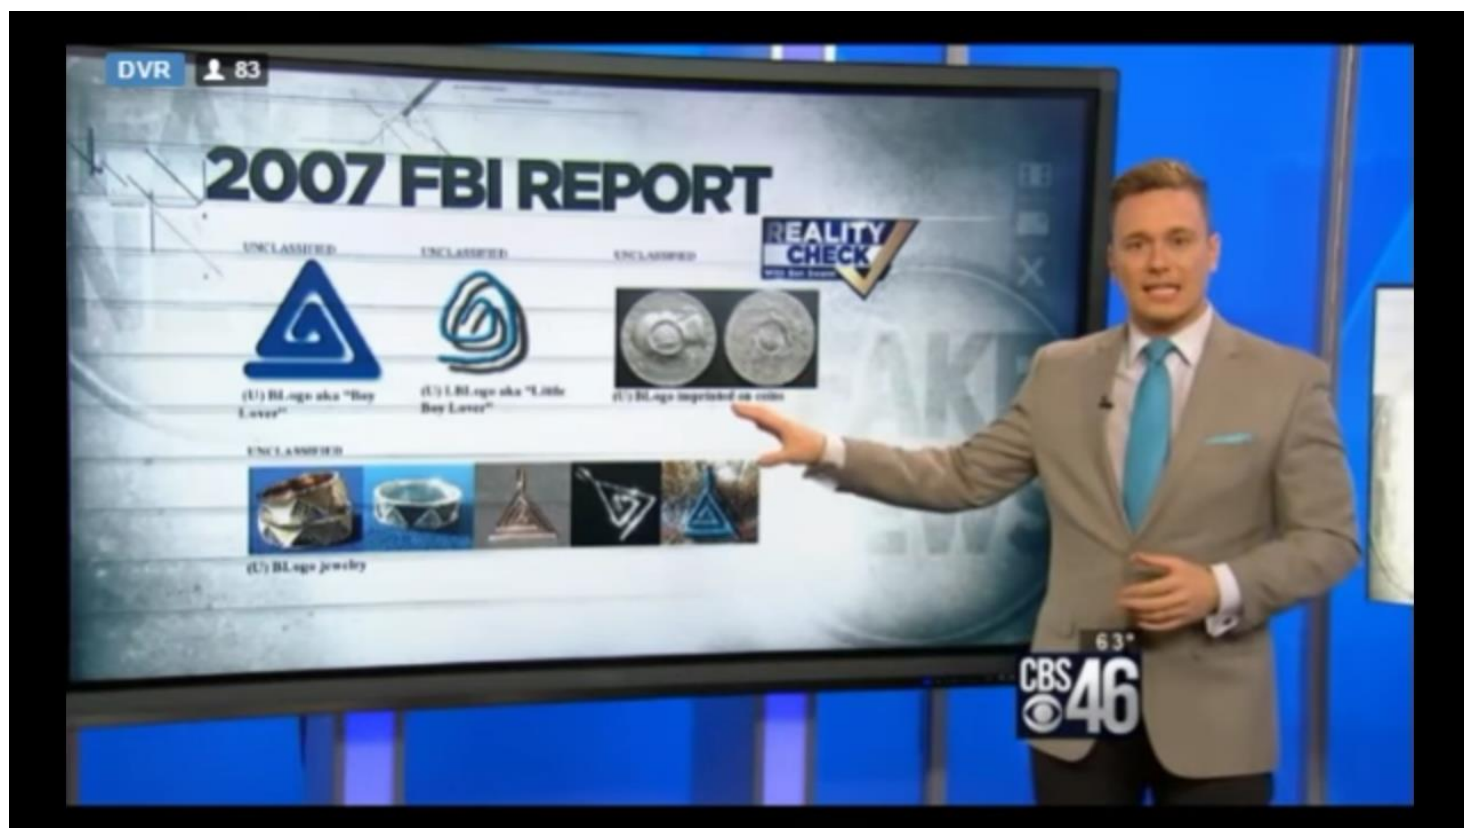 DVR 83
2007 FBI REPORT
REALITY
CHECK
UNCLASSIFIED
UNCLASSIFIED
UNCLASSIFIED
(U) BLogo aka "Boy
Lover"
(U) LBLogo aka "Little
Boy Lover"
(U) BLogo imprinted on coins
UNCLASSIFIED
(U) BLogo jewelry
63°
CBS 46